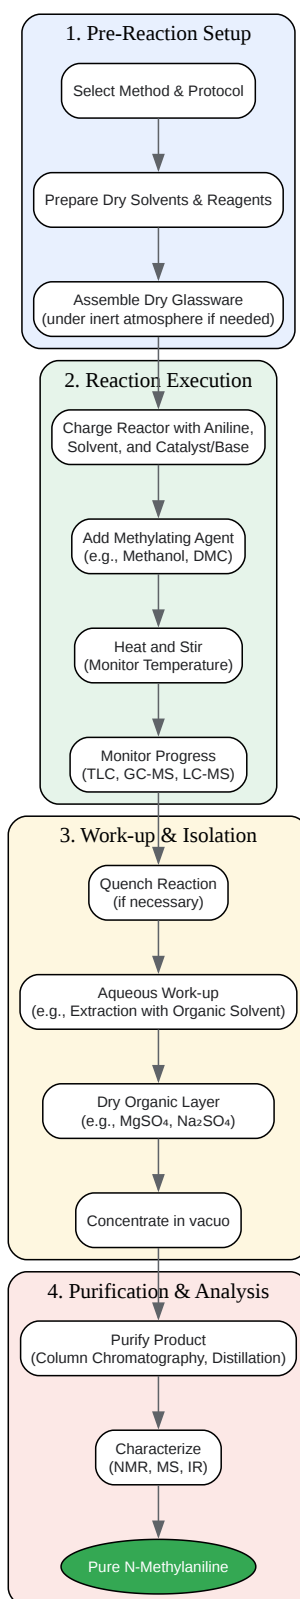 1. Pre-Reaction Setup
Select Method & Protocol
Prepare Dry Solvents & Reagents
Assemble Dry Glassware
(under inert atmosphere if needed)
2. Reaction Execution
Charge Reactor with Aniline,
Solvent, and Catalyst/Base
Add Methylating Agent
(e.g., Methanol, DMC)
Heat and Stir
(Monitor Temperature)
Monitor Progress
(TLC, GC-MS, LC-MS)
3. Work-up & Isolation
Quench Reaction
(if necessary)
Aqueous Work-up
(e.g., Extraction with Organic Solvent)
Dry Organic Layer
(e.g., MgSO₄, Na₂SO₄)
Concentrate in vacuo
4. Purification & Analysis
Purify Product
(Column Chromatography, Distillation)
Characterize
(NMR, MS, IR)
Pure N-Methylaniline